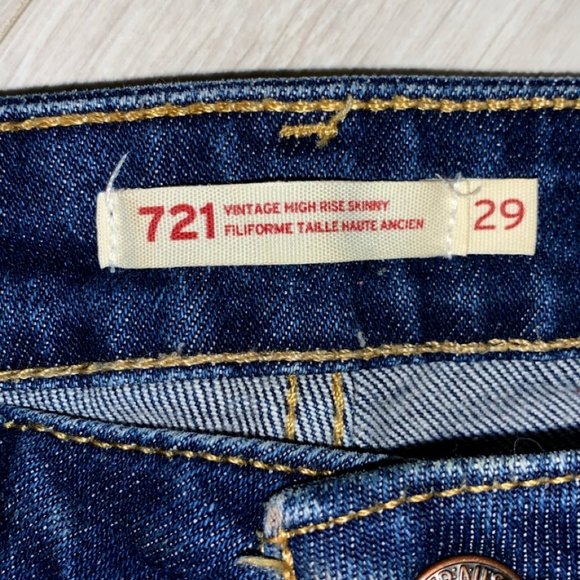 721
VINTAGE HIGH RISE SKINNY
FILIFORME TAILLE HAUTE ANCIEN
29